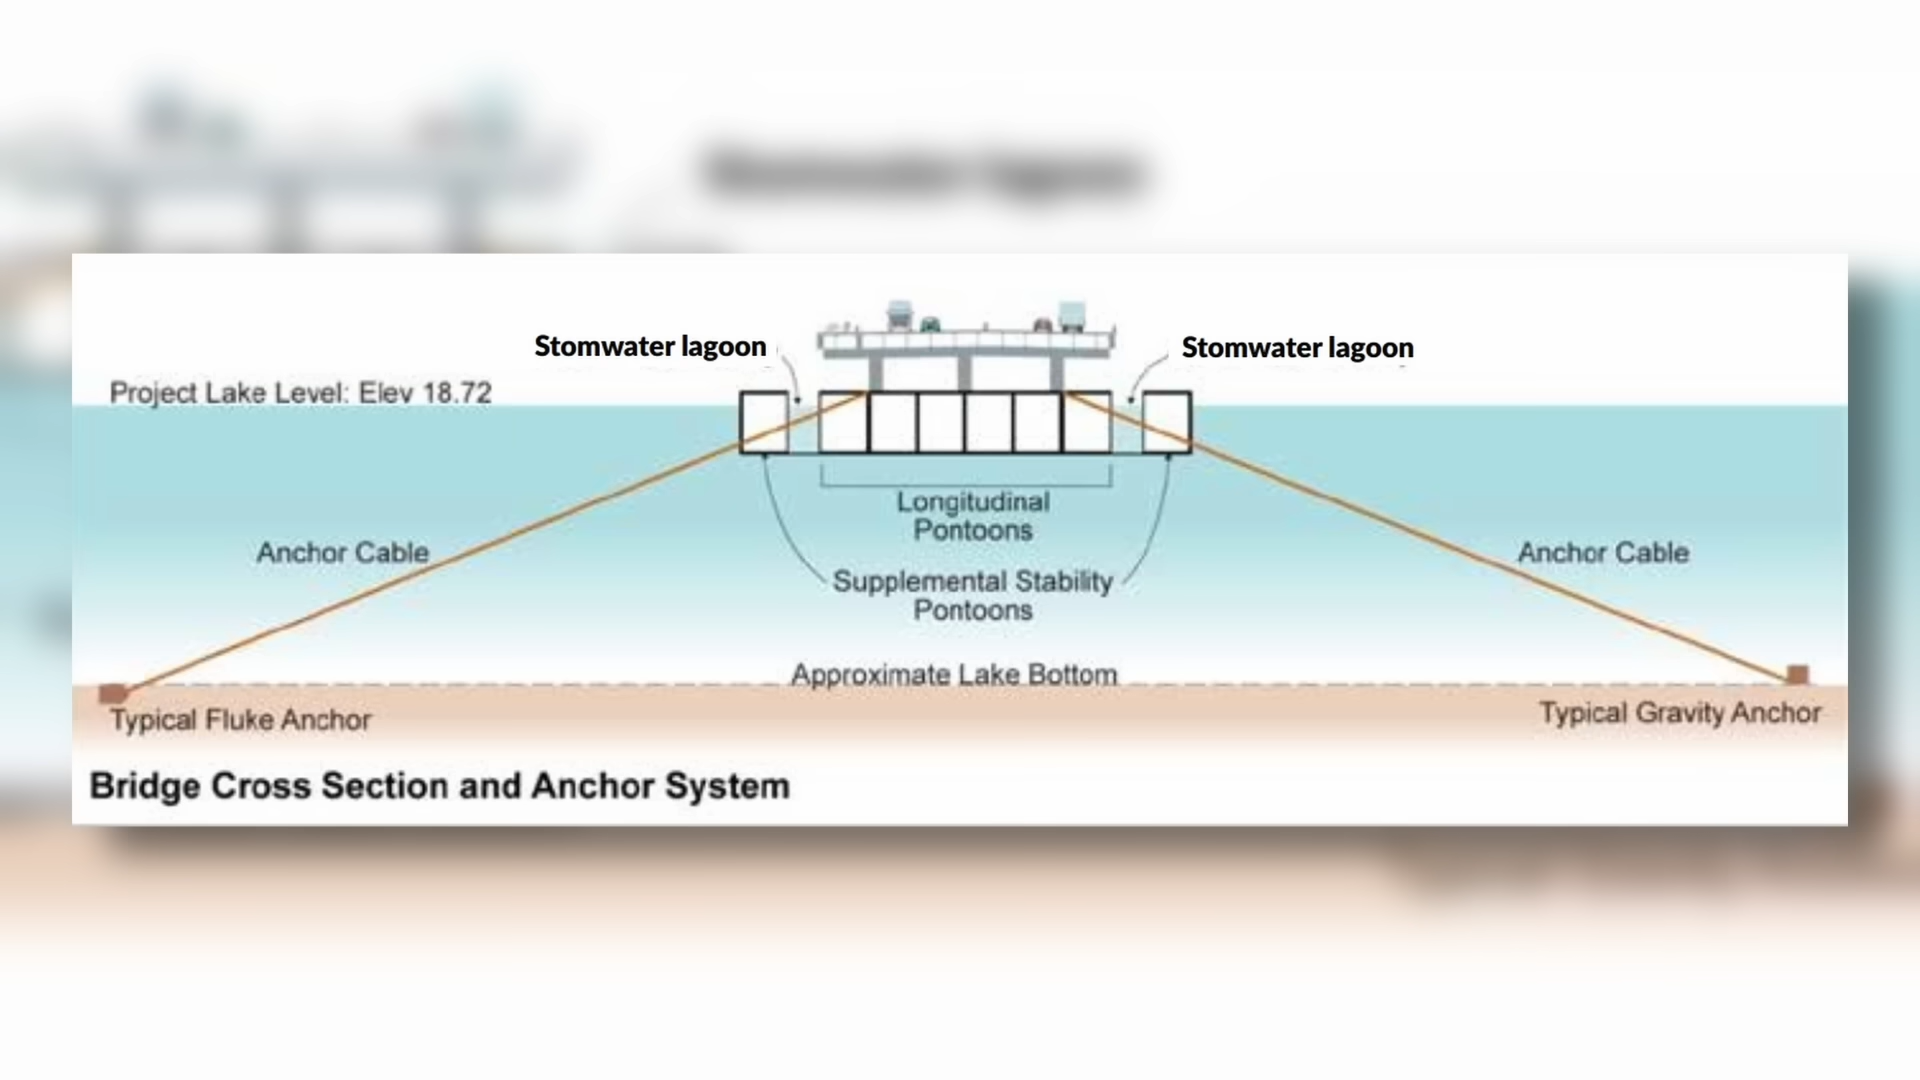 Stomwater lagoon
Stomwater lagoon
Project Lake Level: Elev 18.72
Longitudinal
Pontoons
Anchor Cable
Anchor Cable
Supplemental Stability
Pontoons
Approximate Lake Bottom
Typical Fluke Anchor
Typical Gravity Anchor
Bridge Cross Section and Anchor System